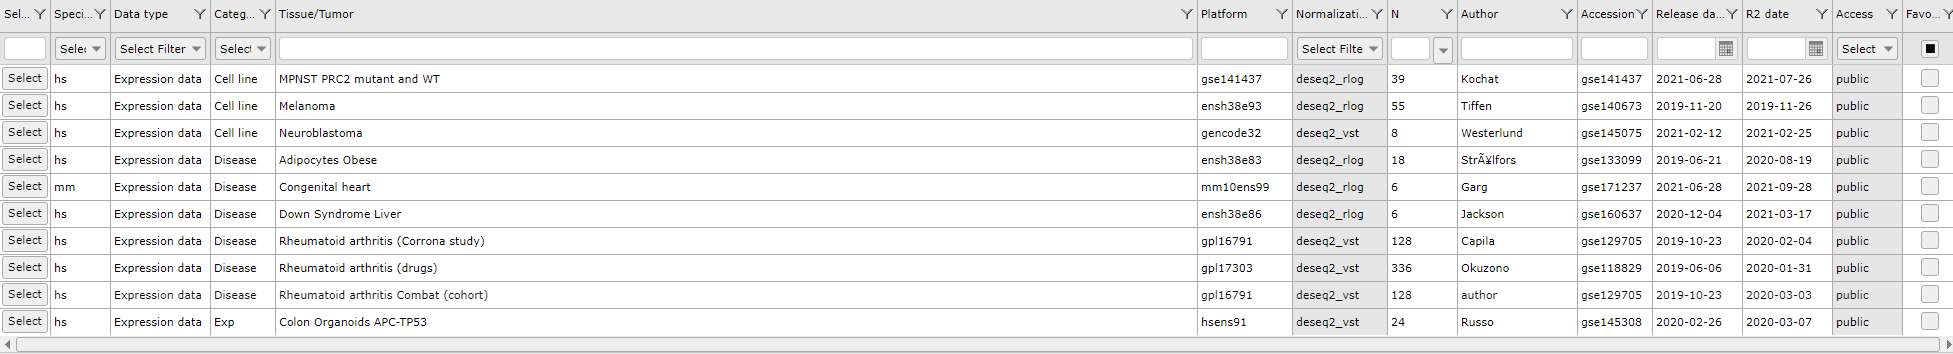 Sel... Speci... Data type Categ... Tissue/Tumor Platform Normalizati... N Author Accession Release da... R2 date Access Favo...
Selec Select Filter Select Select Filte Select
Select hs Expression data Cell line MPNST PRC2 mutant and WT gse141437 deseq2_rlog 39 Kochat gse141437 2021-06-28 2021-07-26 public
Select hs Expression data Cell line Melanoma ensh38e93 deseq2_rlog 55 Tiffen gse140673 2019-11-20 2019-11-26 public
Select hs Expression data Cell line Neuroblastoma gencode32 deseq2_vst 8 Westerlund gse145075 2021-02-12 2021-02-25 public
Select hs Expression data Disease Adipocytes Obese ensh38e83 deseq2_rlog 18 StrÃ¥lfors gse133099 2019-06-21 2020-08-19 public
Select mm Expression data Disease Congenital heart mm10ens99 deseq2_rlog 6 Garg gse171237 2021-06-28 2021-09-28 public
Select hs Expression data Disease Down Syndrome Liver ensh38e86 deseq2_rlog 6 Jackson gse160637 2020-12-04 2021-03-17 public
Select hs Expression data Disease Rheumatoid arthritis (Corrona study) gpl16791 deseq2_vst 128 Capila gse129705 2019-10-23 2020-02-04 public
Select hs Expression data Disease Rheumatoid arthritis (drugs) gpl17303 deseq2_vst 336 Okuzono gse118829 2019-06-06 2020-01-31 public
Select hs Expression data Disease Rheumatoid arthritis Combat (cohort) gpl16791 deseq2_vst 128 author gse129705 2019-10-23 2020-03-03 public
Select hs Expression data Exp Colon Organoids APC-TP53 hsens91 deseq2_vst 24 Russo gse145308 2020-02-26 2020-03-07 public